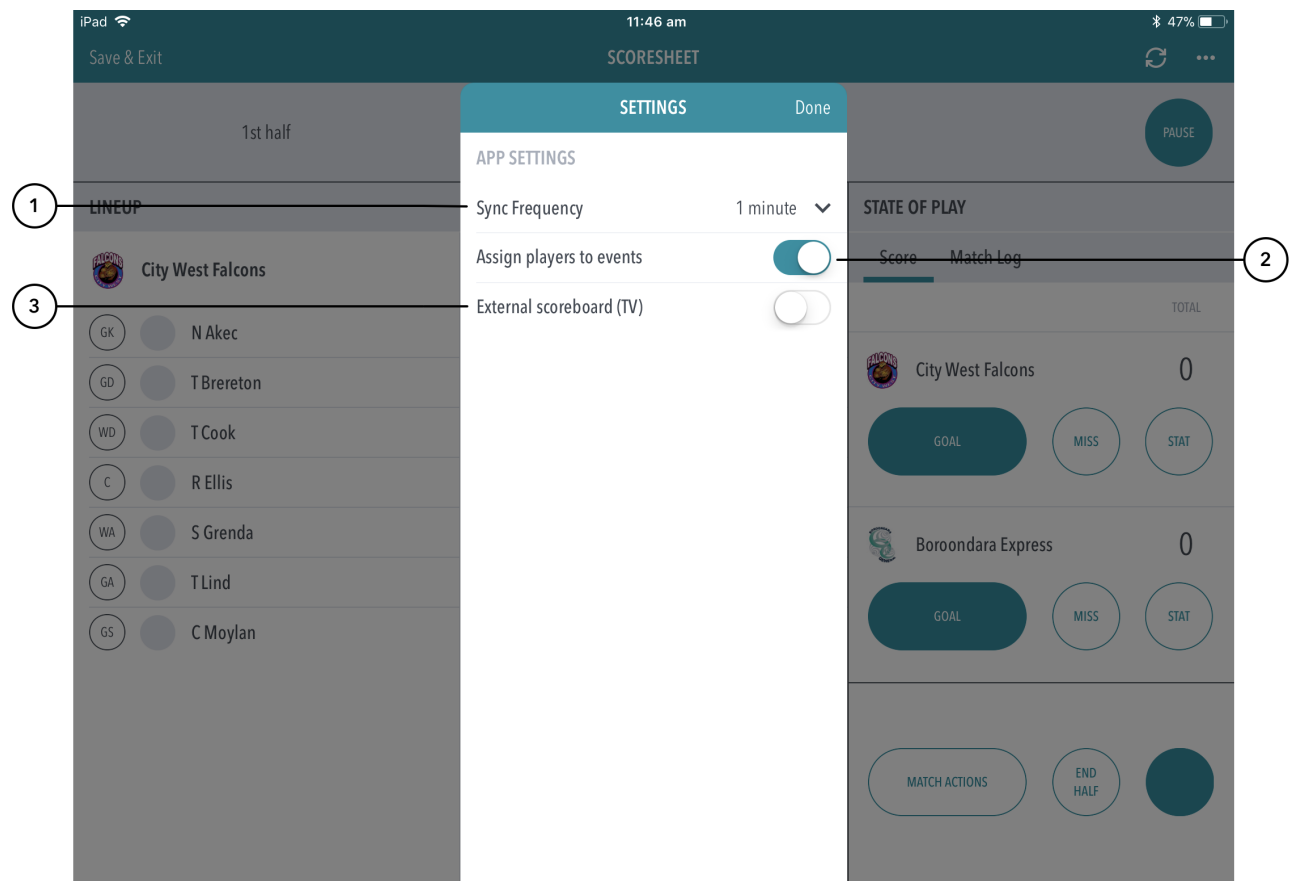 iPad 11:46 am 47%
Save & Exit SCORESHEET
SETTINGS Done
1st half PAUSE
APP SETTINGS
1 LINEUP Sync Frequency 1 minute STATE OF PLAY
Assign players to events 2
Score Match Log
City West Falcons
3 External scoreboard (TV) TOTAL
GK N Akec
FALCONS City West Falcons 0
GD T Brereton
WD T Cook GOAL MISS STAT
C R Ellis
WA S Grenda
Boroondara Express 0
GA T Lind
GOAL MISS STAT
GS C Moylan
MATCH ACTIONS END HALF